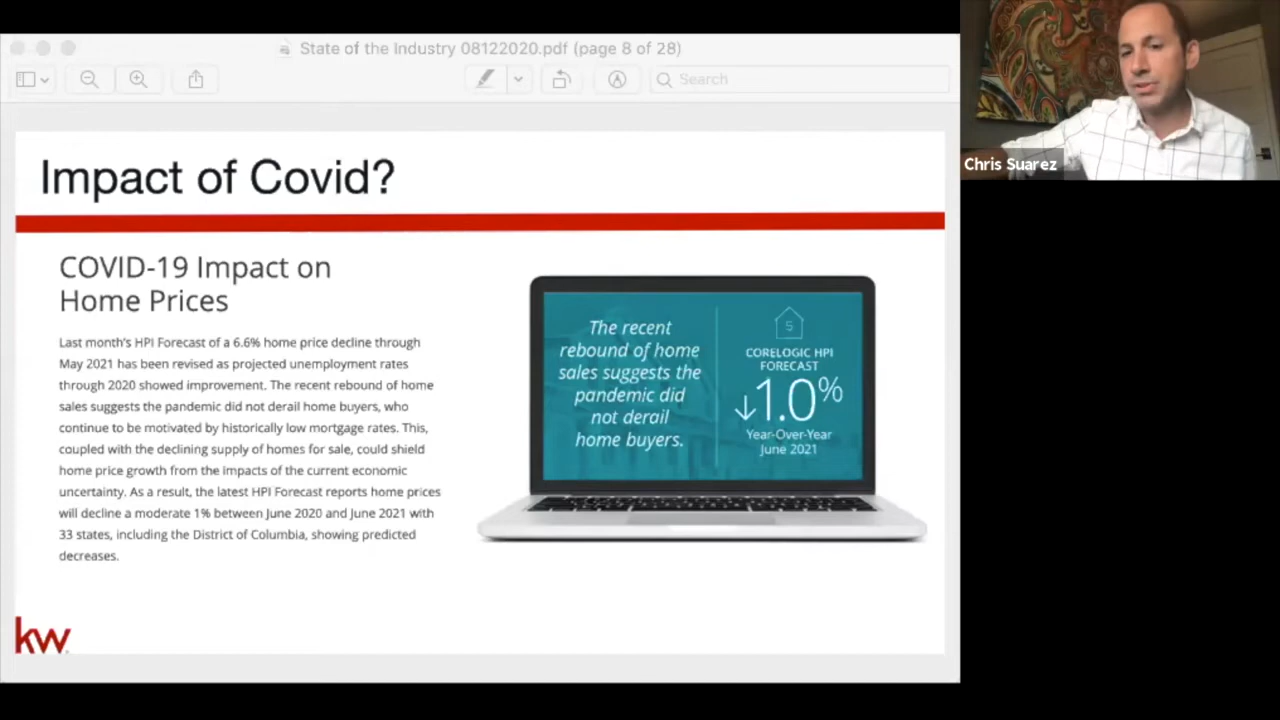 State of the Industry 08122020.pdf (page 8 of 28)
Search
Chris Suarez
Impact of Covid?
COVID-19 Impact on
Home Prices
Last month's HPI Forecast of a 6.6% home price decline through
May 2021 has been revised as projected unemployment rates
through 2020 showed improvement. The recent rebound of home
sales suggests the pandemic did not derail home buyers, who
continue to be motivated by historically low mortgage rates. This,
coupled with the declining supply of homes for sale, could shield
home price growth from the impacts of the current economic
uncertainty. As a result, the latest HPI Forecast reports home prices
will decline a moderate 1% between June 2020 and June 2021 with
33 states, including the District of Columbia, showing predicted
decreases.
The recent
rebound of home
sales suggests the
pandemic did
not derail
home buyers.
5
CORELOGIC HPI
FORECAST
↓1.0%
Year-Over-Year
June 2021
kw